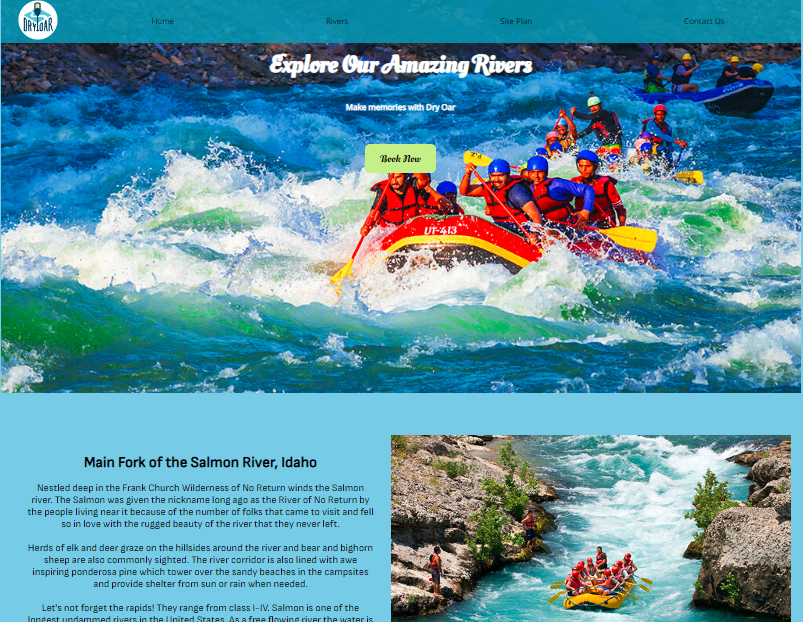 DRY OAR
Home
Rivers
Site Plan
Contact Us
Explore Our Amazing Rivers
Make memories with Dry Oar
Book Now
UT-413
Main Fork of the Salmon River, Idaho
Nestled deep in the Frank Church Wilderness of No Return winds the Salmon
river. The Salmon was given the nickname long ago as the River of No Return by
the people living near it because of the number of folks that came to visit and fell
so in love with the rugged beauty of the river that they never left.
Herds of elk and deer graze on the hillsides around the river and bear and bighorn
sheep are also commonly sighted. The river corridor is also lined with awe
inspiring ponderosa pine which tower over the sandy beaches in the campsites
and provide shelter from sun or rain when needed.
Let's not forget the rapids! They range from class I-IV. Salmon is one of the
longest undammed rivers in the United States. As a free flowing river the water is